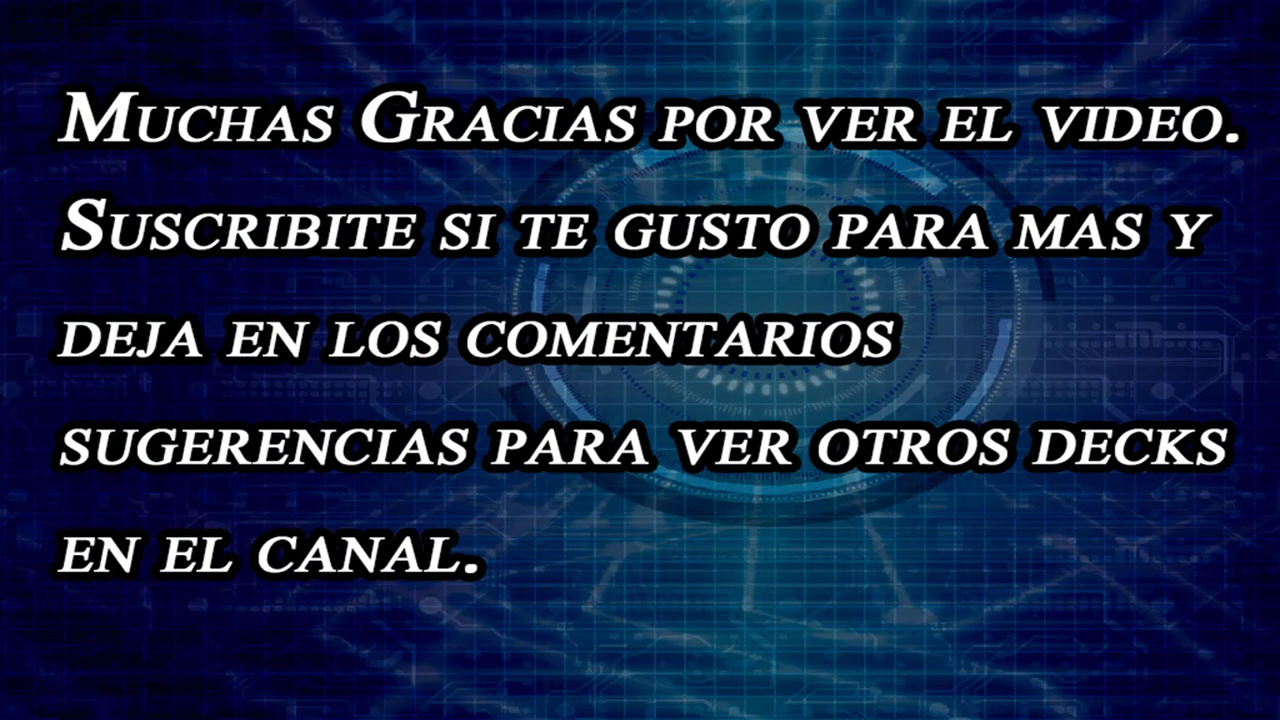 Muchas Gracias por ver el video.
Suscribite si te gusto para mas y
deja en los comentarios
sugerencias para ver otros decks
en el canal.